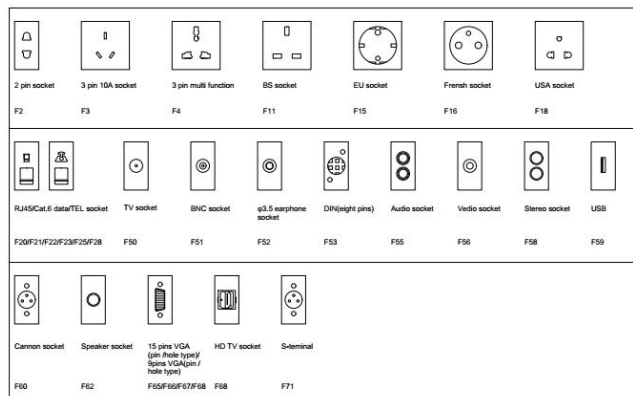 2 pin socket 3 pin 10A socket 3 pin multi function BS socket EU socket Frensh socket USA socket
F2 F3 F4 F11 F15 F16 F18
RJ45/Cat.6 data/TEL socket TV socket BNC socket φ3.5 earphone socket DIN(eight pins) Audio socket Vedio socket Stereo socket USB
F20/F21/F22/F23/F25/F28 F50 F51 F52 F53 F55 F56 F58 F59
Cannon socket Speaker socket 15 pins VGA HD TV socket S-teminal
(pin /hole type)/
9pins VGA(pin /
hole type)
F60 F62 F65/F66/F67/F68 F68 F71